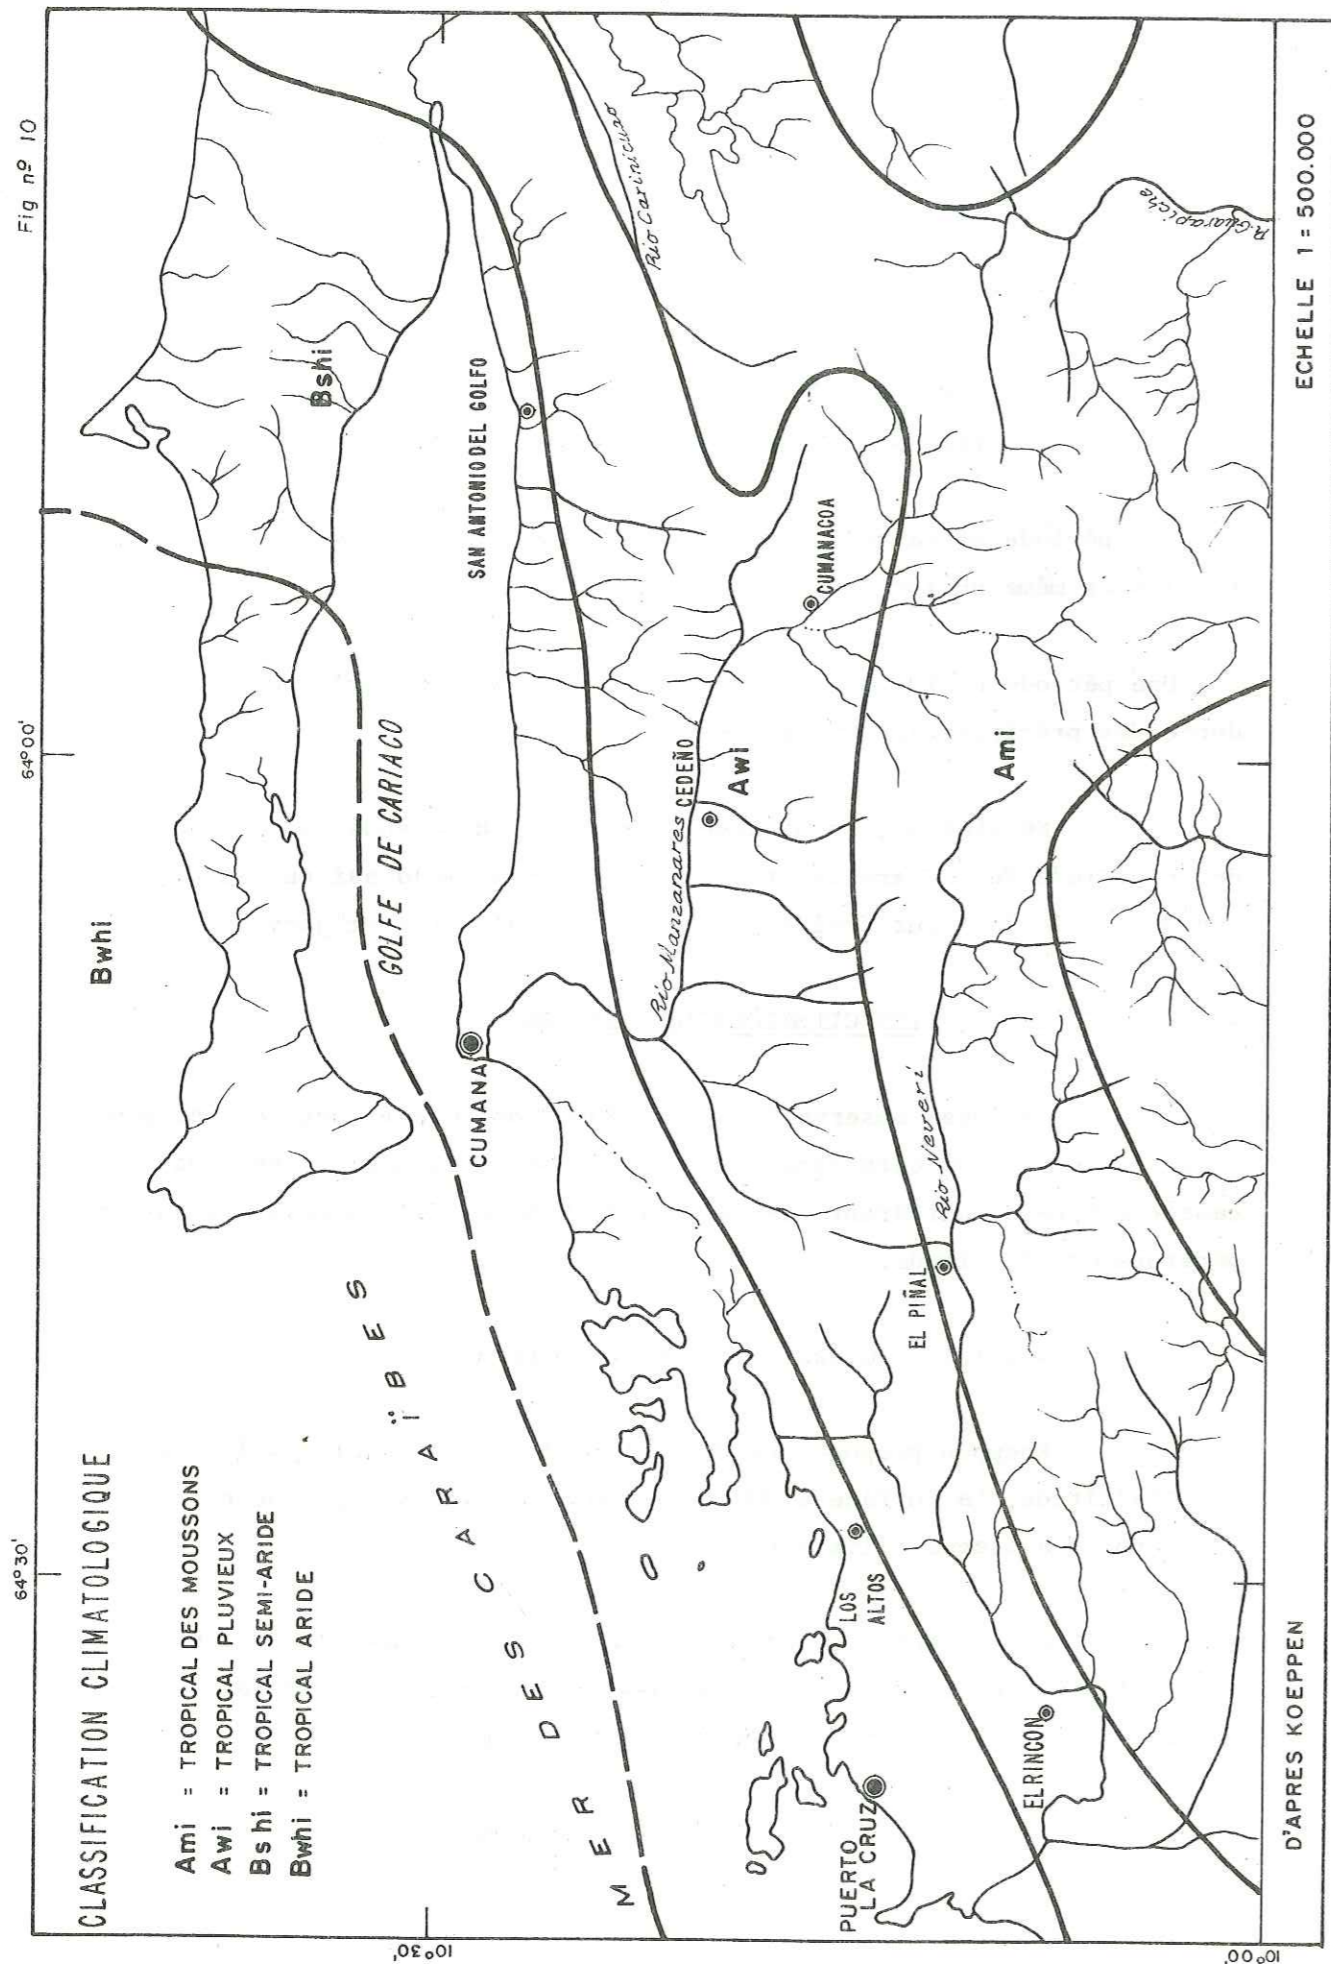 Fig nº 10
64°30'
64°00'
CLASSIFICATION CLIMATOLOGIQUE
Ami = TROPICAL DES MOUSSONS
Awi = TROPICAL PLUVIEUX
Bshi = TROPICAL SEMI-ARIDE
Bwhi = TROPICAL ARIDE
Bwhi
Bshi
10°30'
MER DES CARAÏBES
GOLFE DE CARIACO
CUMANA
SAN ANTONIO DEL GOLFO
Rio Carinicuao
Rio Manzanares
CEDEÑO
Awi
CUMANACOA
PUERTO
LA CRUZ
LOS
ALTOS
EL PIÑAL
Rio Neveri
Ami
EL RINCON
R. Guarapiche
10°00'
D'APRES KOEPPEN
ECHELLE 1 = 500.000